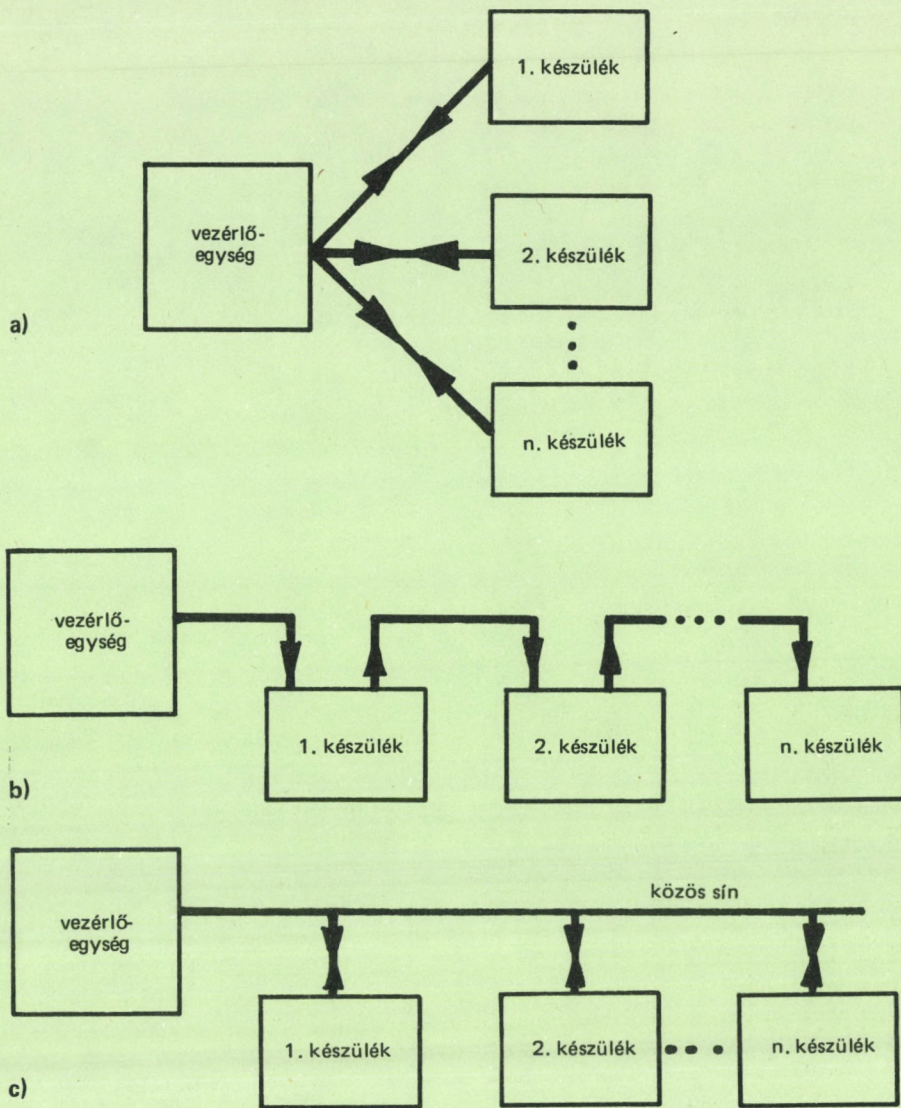 1. készülék
vezérlő-
egység
2. készülék
a)
n. készülék
vezérlő-
egység
1. készülék
2. készülék
n. készülék
b)
közös sín
vezérlő-
egység
1. készülék
2. készülék
n. készülék
c)